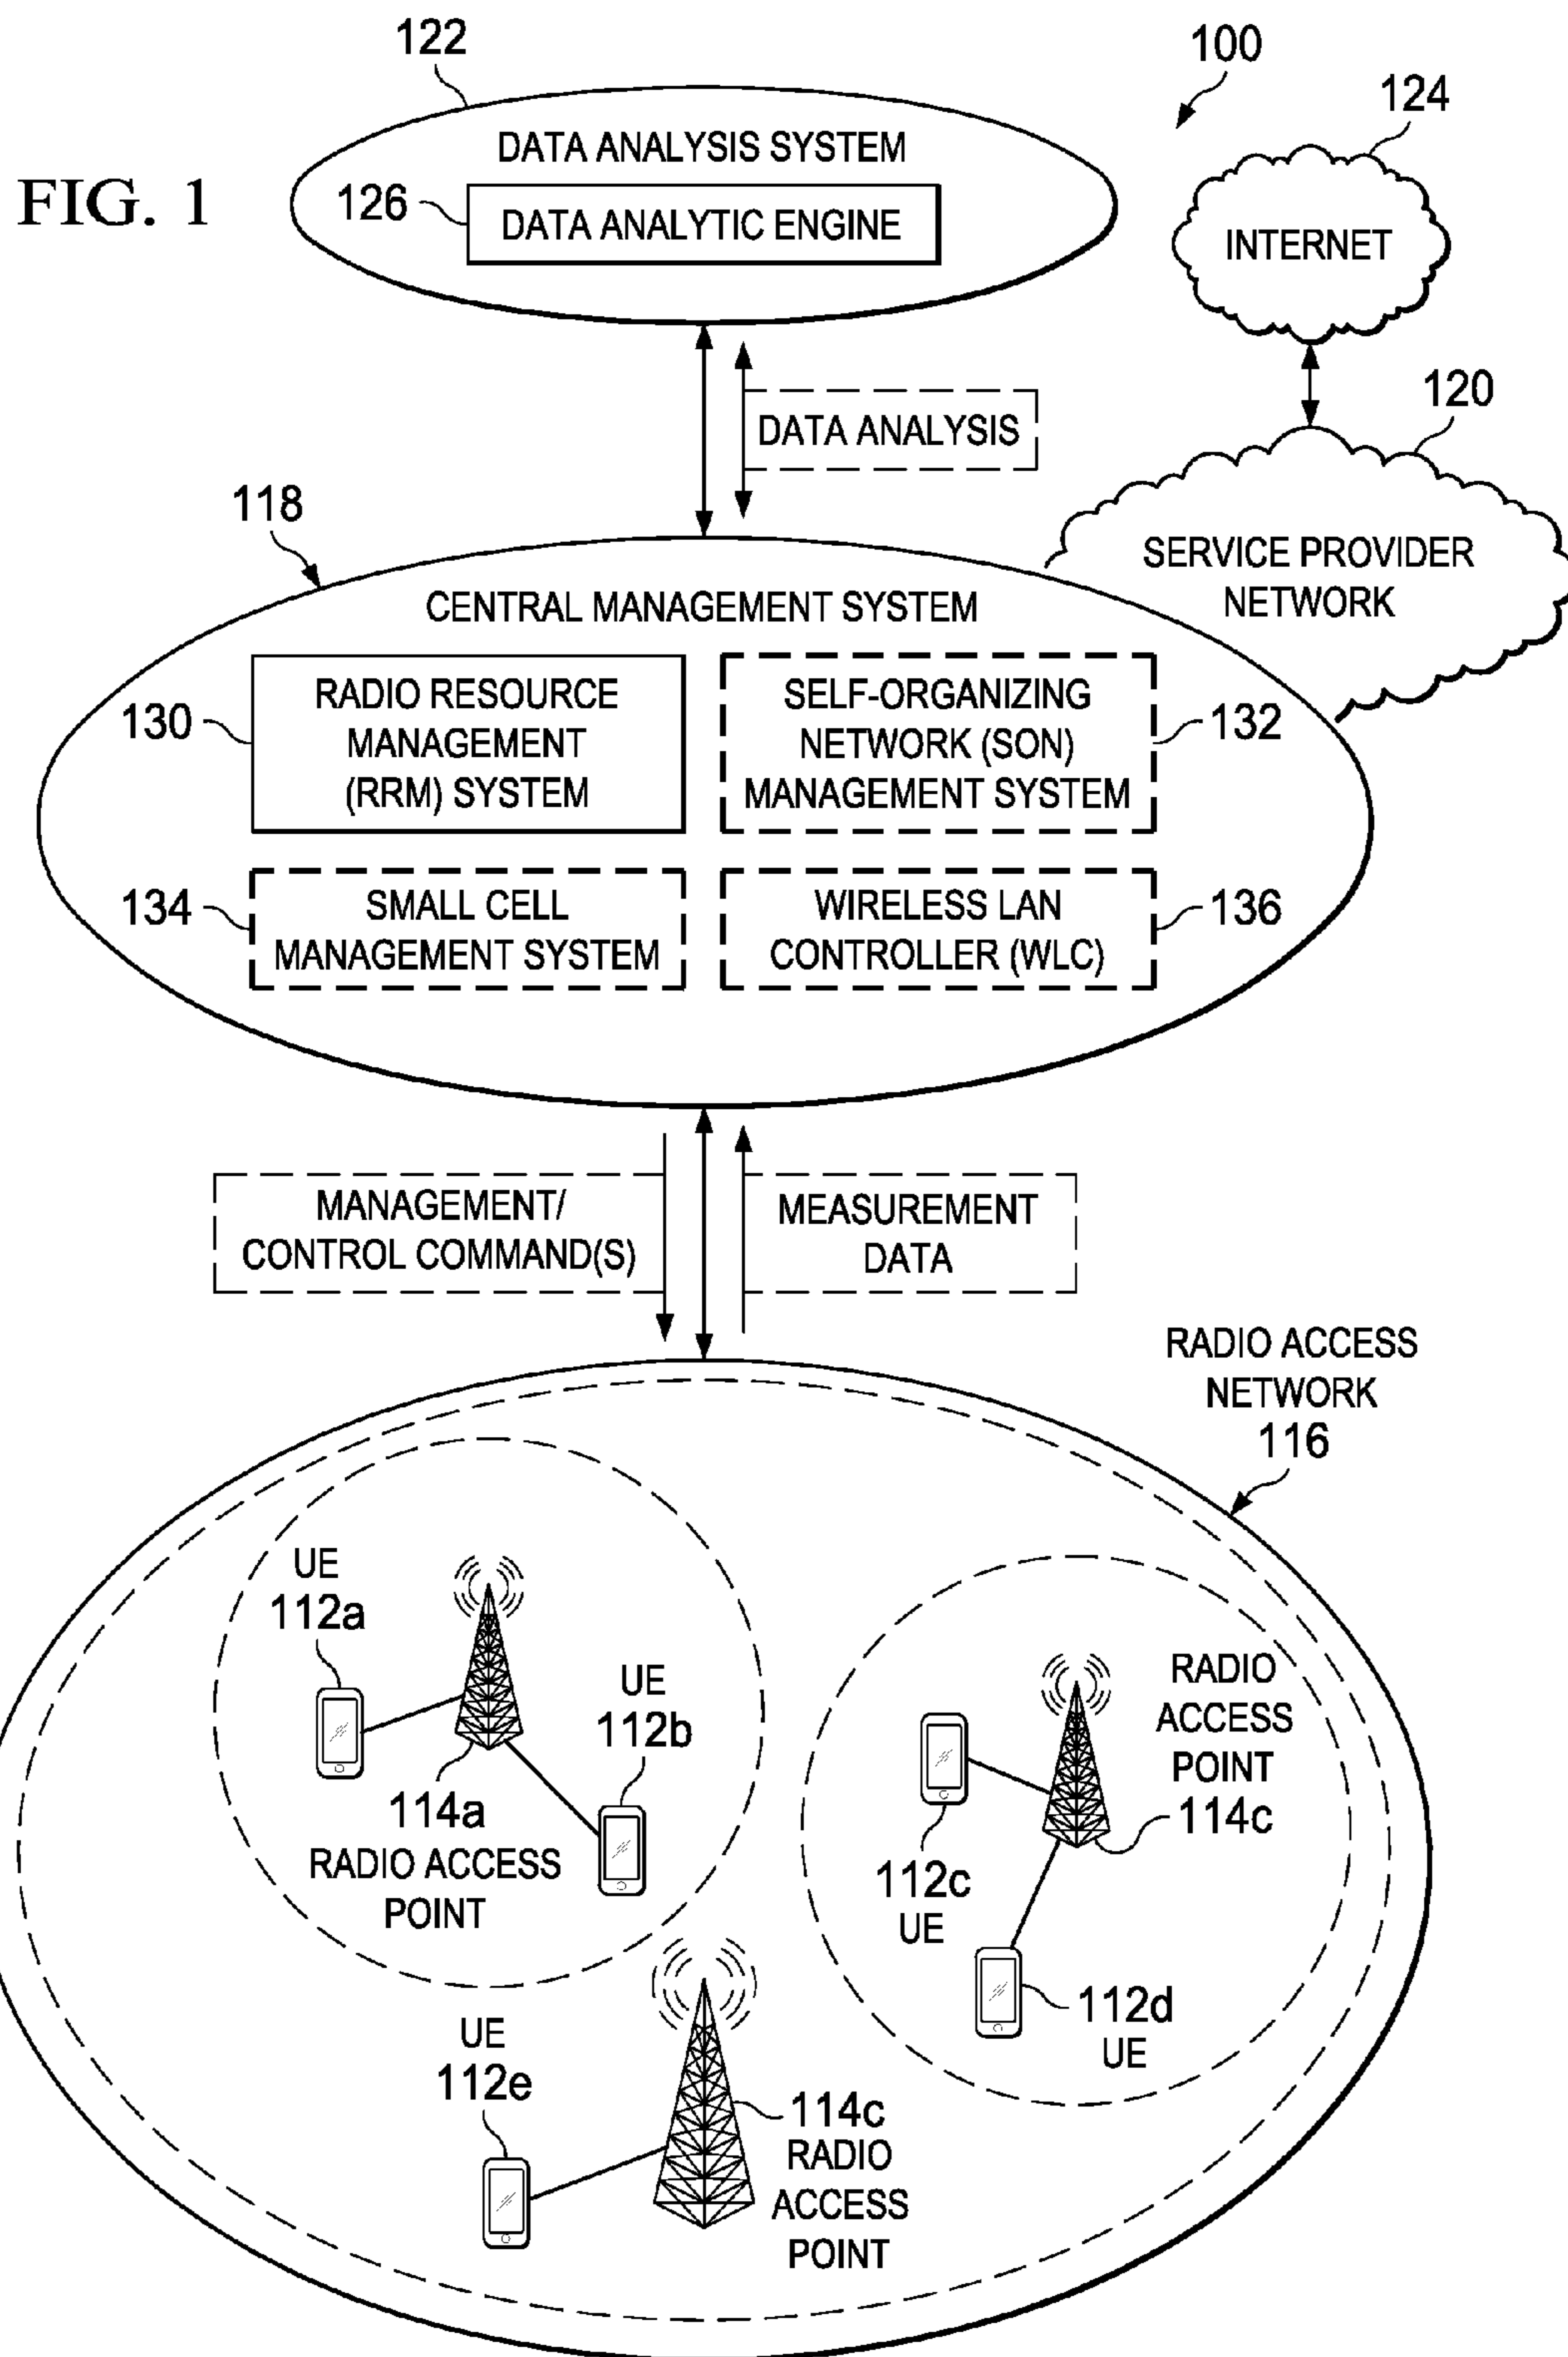 FIG. 1
122
100
124
DATA ANALYSIS SYSTEM
126
DATA ANALYTIC ENGINE
INTERNET
DATA ANALYSIS
120
118
SERVICE PROVIDER
NETWORK
CENTRAL MANAGEMENT SYSTEM
130
RADIO RESOURCE
MANAGEMENT
(RRM) SYSTEM
SELF-ORGANIZING
NETWORK (SON)
MANAGEMENT SYSTEM
132
134
SMALL CELL
MANAGEMENT SYSTEM
WIRELESS LAN
CONTROLLER (WLC)
136
MANAGEMENT/
CONTROL COMMAND(S)
MEASUREMENT
DATA
RADIO ACCESS
NETWORK
116
UE
112a
UE
112b
114a
RADIO ACCESS
POINT
RADIO
ACCESS
POINT
114c
112c
UE
112d
UE
UE
112e
114c
RADIO
ACCESS
POINT